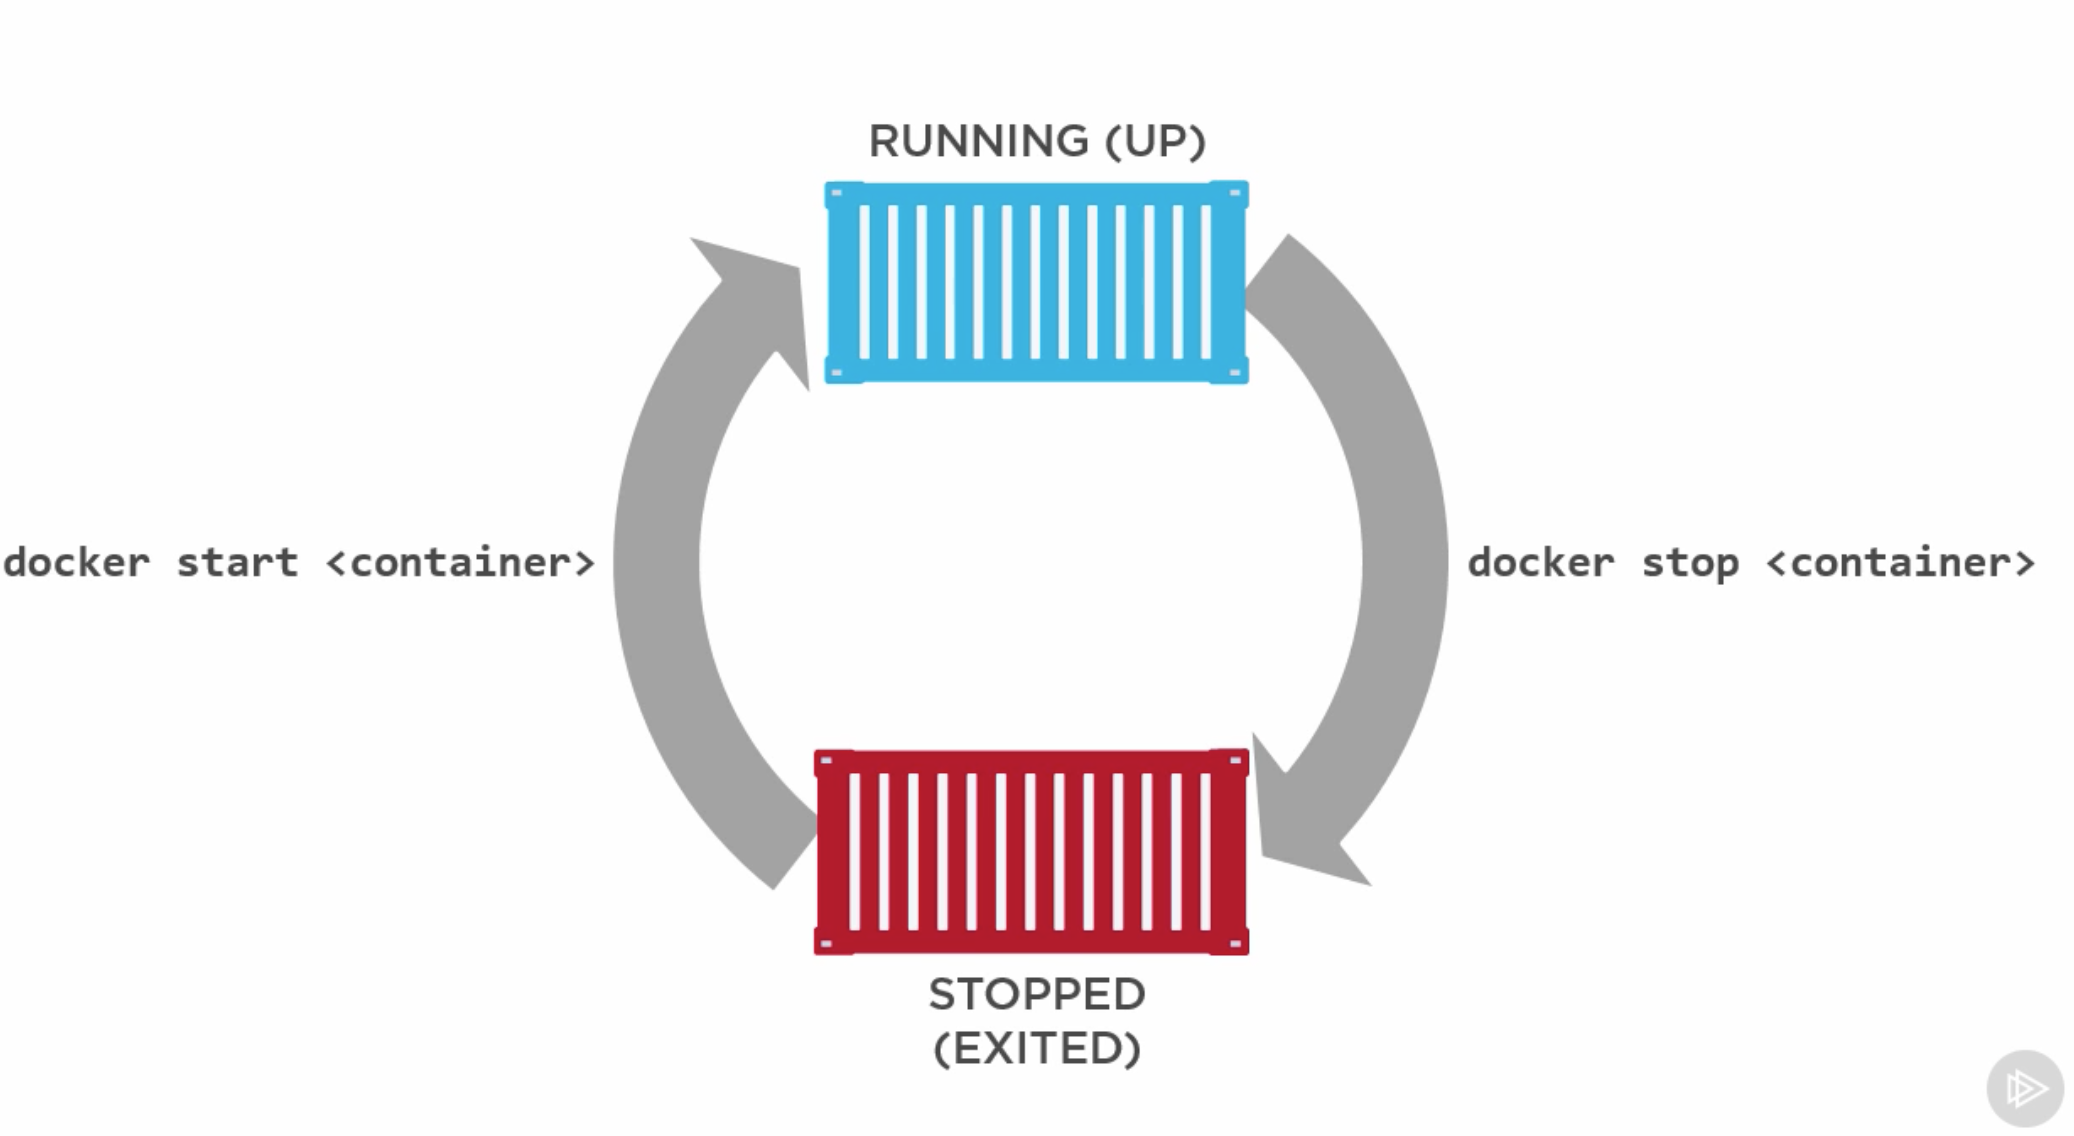 RUNNING (UP)
docker start <container>
docker stop <container>
STOPPED
(EXITED)